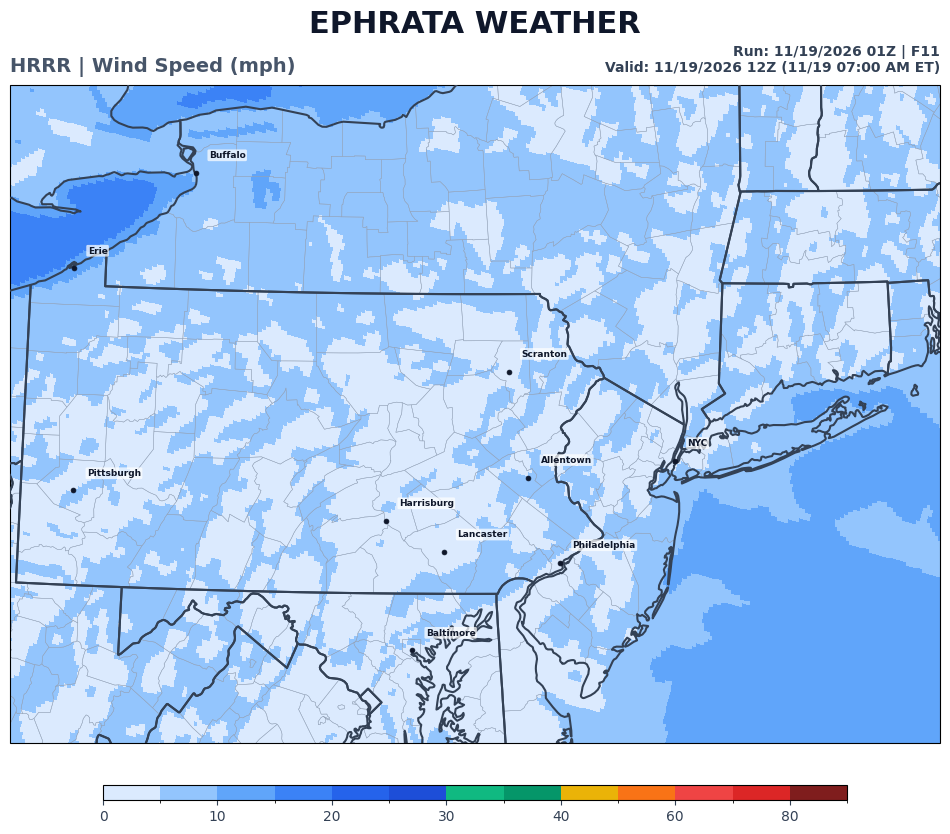 EPHRATA WEATHER
Run: 11/19/2026 01Z | F11
HRRR | Wind Speed (mph)
Valid: 11/19/2026 12Z (11/19 07:00 AM ET)
Buffalo
Erie
Scranton
NYC
Allentown
Pittsburgh
Harrisburg
Lancaster
Philadelphia
Baltimore
0 10 20 30 40 60 80